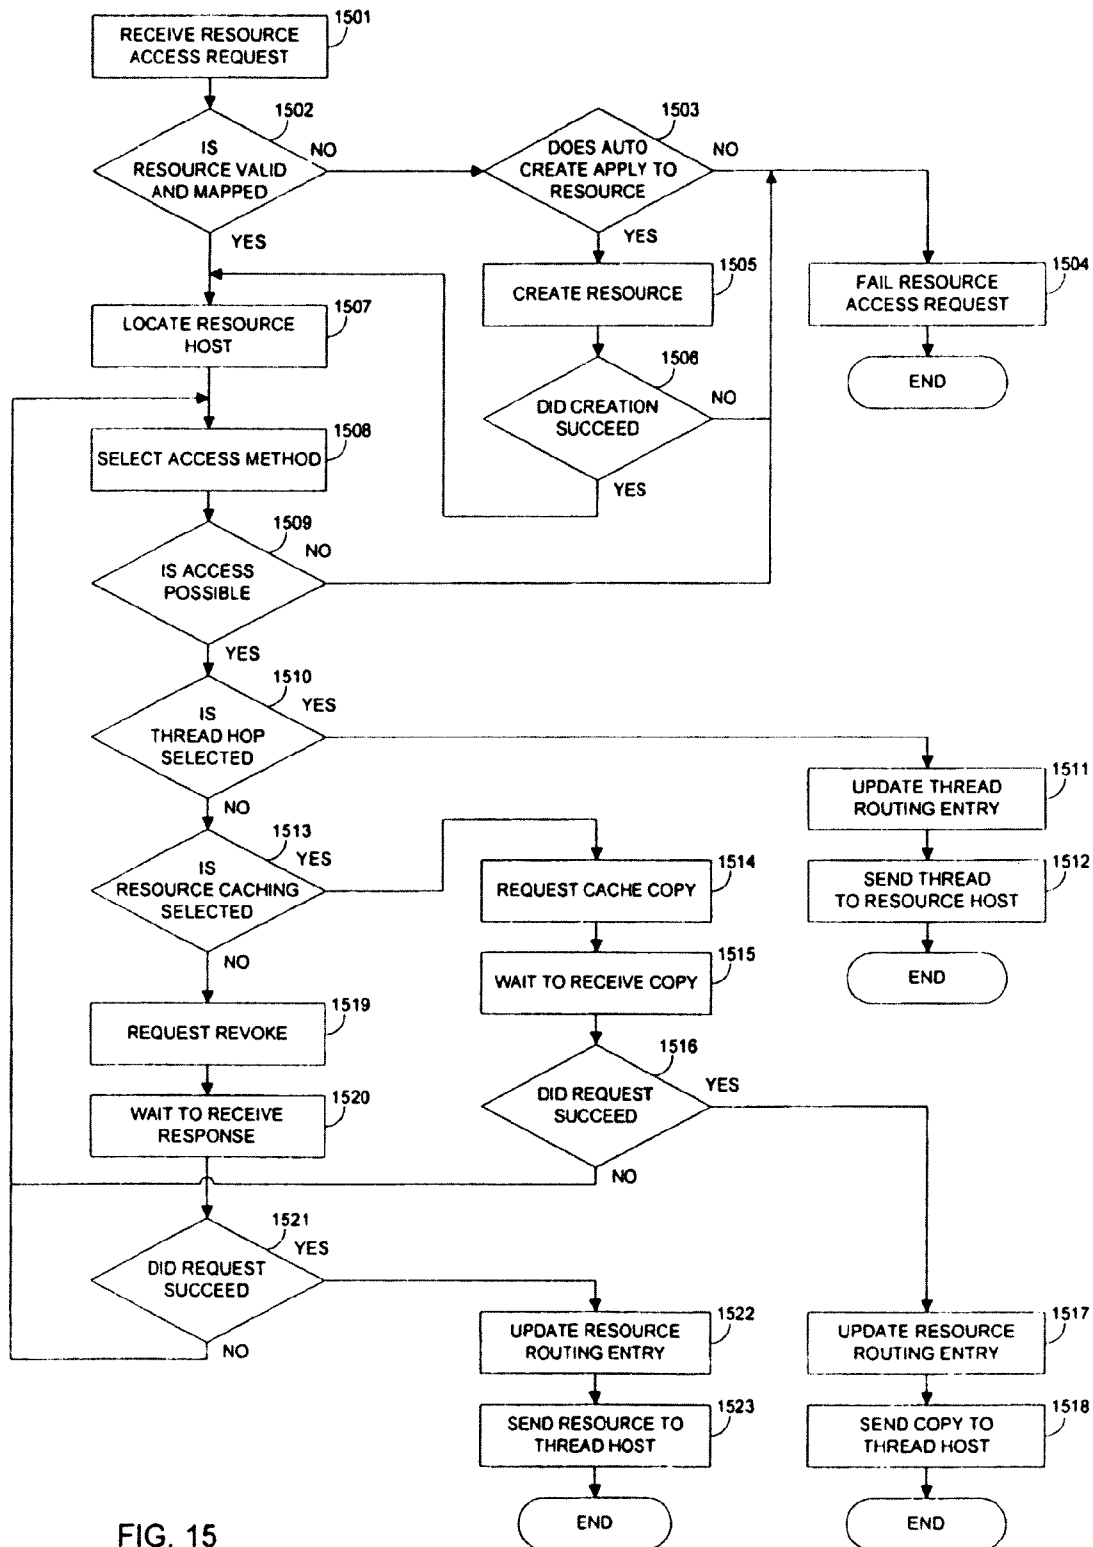 1501
RECEIVE RESOURCE
ACCESS REQUEST
1502
IS
RESOURCE VALID
AND MAPPED
NO
YES
1503
DOES AUTO
CREATE APPLY TO
RESOURCE
NO
YES
1504
FAIL RESOURCE
ACCESS REQUEST
END
1505
CREATE RESOURCE
1506
DID CREATION
SUCCEED
NO
YES
1507
LOCATE RESOURCE
HOST
1508
SELECT ACCESS METHOD
1509
IS ACCESS
POSSIBLE
NO
YES
1510
IS
THREAD HOP
SELECTED
YES
NO
1511
UPDATE THREAD
ROUTING ENTRY
1512
SEND THREAD
TO RESOURCE HOST
END
1513
IS
RESOURCE CACHING
SELECTED
YES
NO
1514
REQUEST CACHE COPY
1515
WAIT TO RECEIVE COPY
1516
DID REQUEST
SUCCEED
YES
NO
1519
REQUEST REVOKE
1520
WAIT TO RECEIVE
RESPONSE
1521
DID REQUEST
SUCCEED
YES
NO
1522
UPDATE RESOURCE
ROUTING ENTRY
1523
SEND RESOURCE TO
THREAD HOST
END
1517
UPDATE RESOURCE
ROUTING ENTRY
1518
SEND COPY TO
THREAD HOST
END
FIG. 15